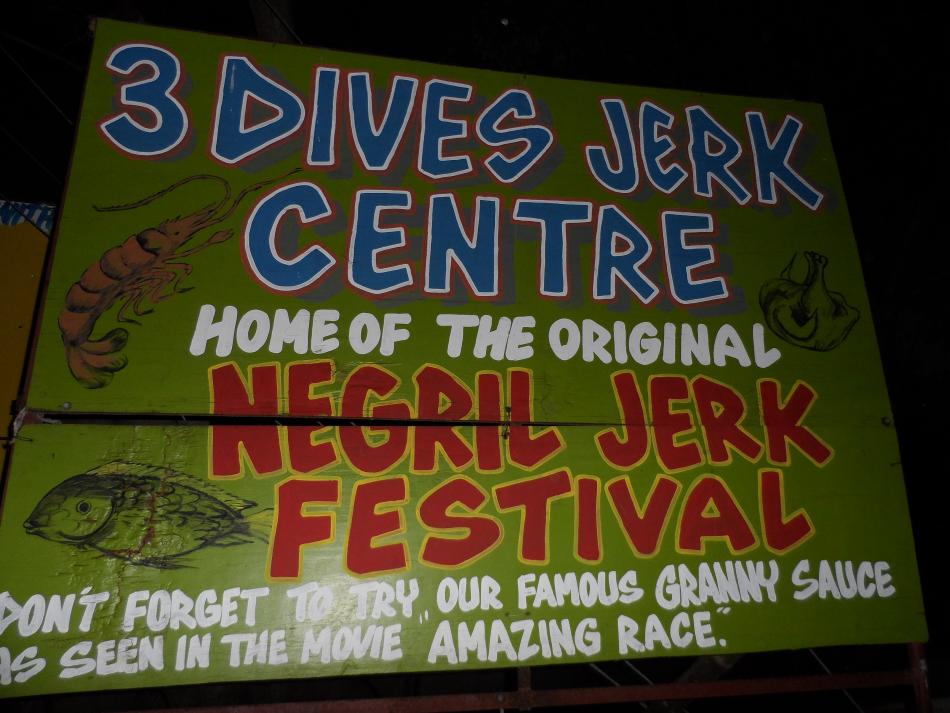 3 DIVES JERK
CENTRE
HOME OF THE ORIGINAL
NEGRIL JERK
FESTIVAL
DON'T FORGET TO TRY, OUR FAMOUS GRANNY SAUCE
AS SEEN IN THE MOVIE "AMAZING RACE."
WITH